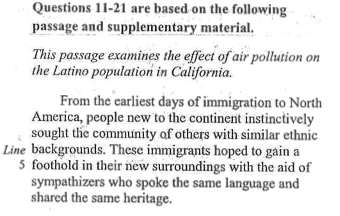 Questions 11-21 are based on the following
passage and supplementary material.
This passage examines the effect of air pollution on
the Latino population in California.
From the earliest days of immigration to North
America, people new to the continent instinctively
sought the community of others with similar ethnic
Line backgrounds. These immigrants hoped to gain a
5 foothold in their new surroundings with the aid of
sympathizers who spoke the same language and
shared the same heritage.